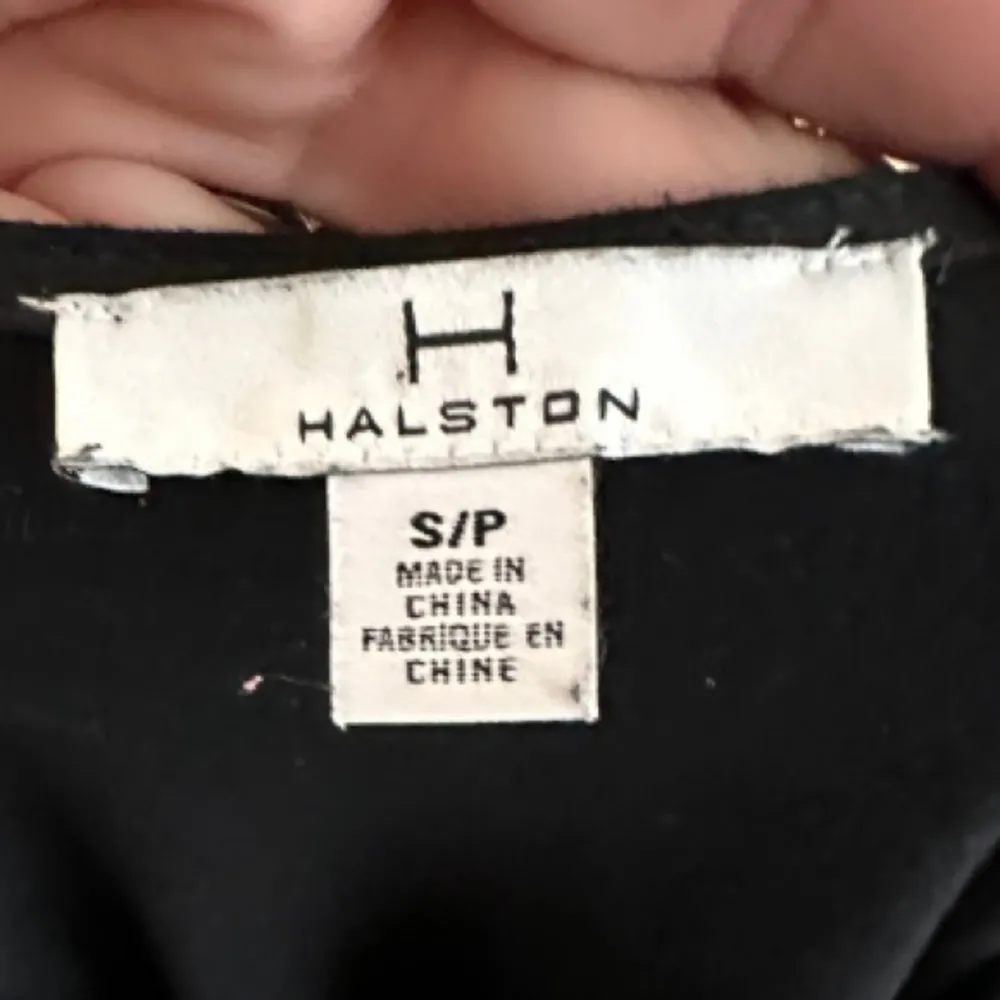 H
HALSTON
S/P
MADE IN
CHINA
FABRIQUE EN
CHINE